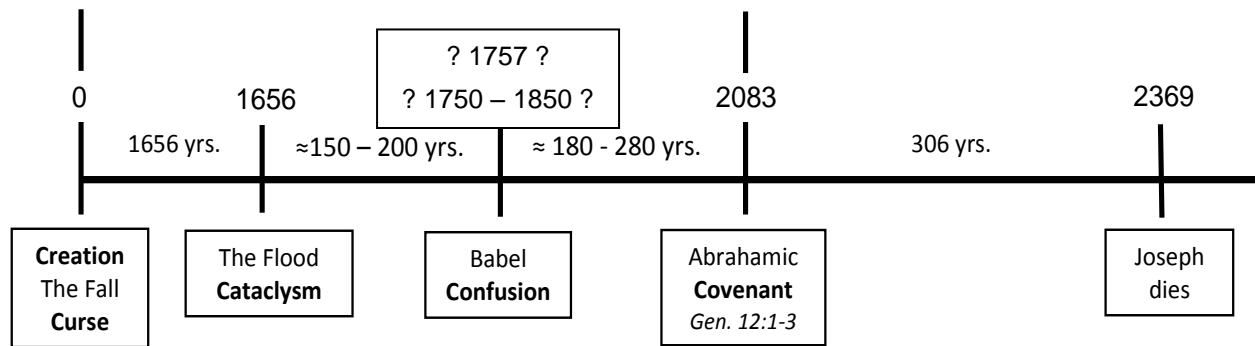 ? 1757 ?
? 1750 – 1850 ?
0
1656
2083
2369
1656 yrs.
≈150 – 200 yrs.
≈ 180 - 280 yrs.
306 yrs.
Creation
The Fall
Curse
The Flood
Cataclysm
Babel
Confusion
Abrahamic
Covenant
Gen. 12:1-3
Joseph
dies